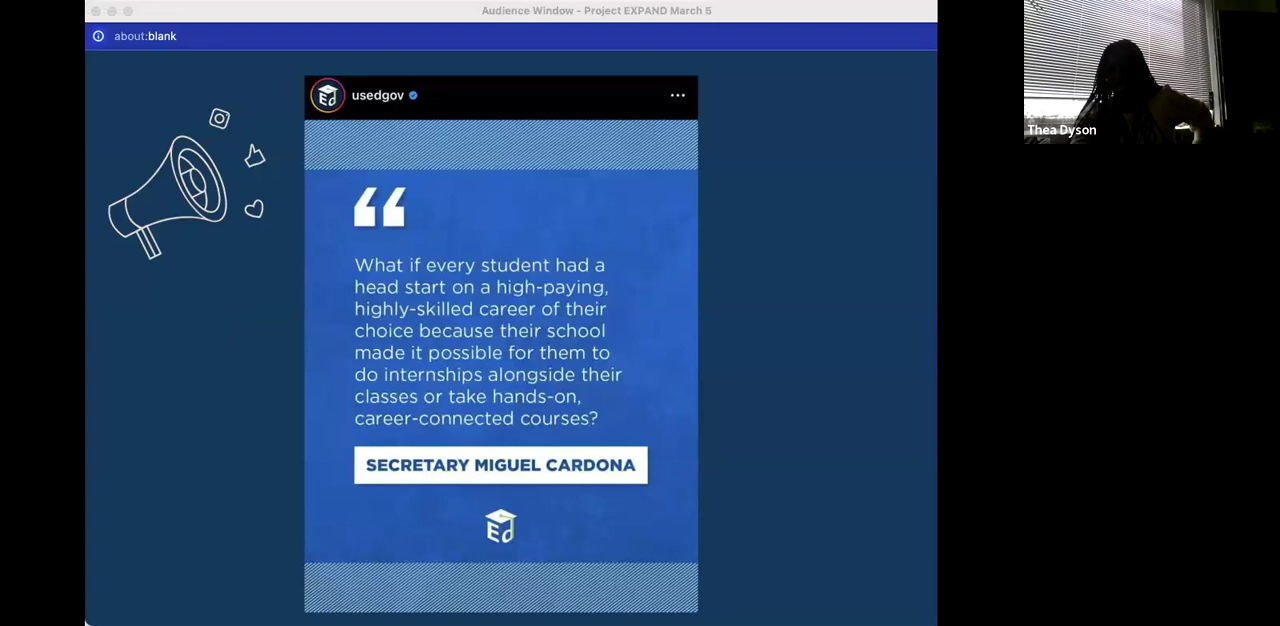 Audience Window - Project EXPAND March 5
about:blank
usedgov
“
What if every student had a
head start on a high-paying,
highly-skilled career of their
choice because their school
made it possible for them to
do internships alongside their
classes or take hands-on,
career-connected courses?
SECRETARY MIGUEL CARDONA
Ed
Thea Dyson